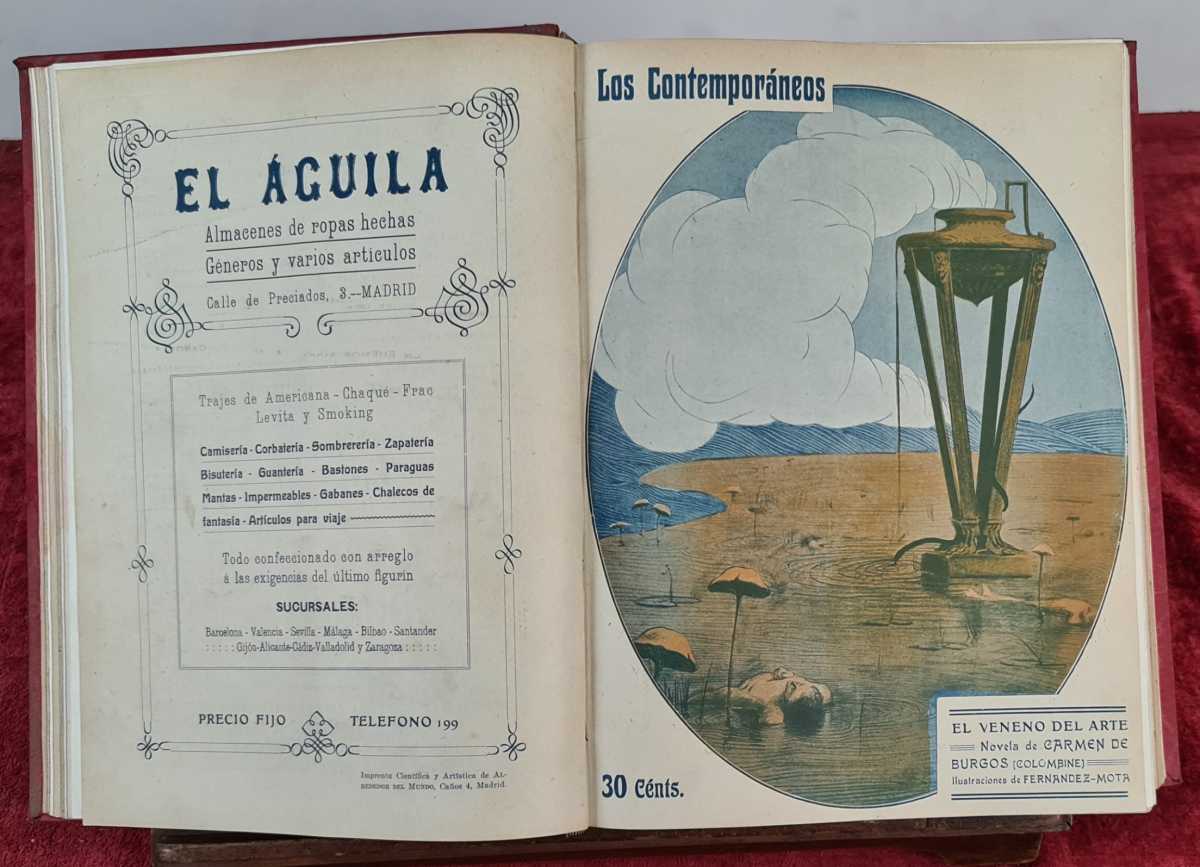 EL ÁGUILA
Almacenes de ropas hechas
Géneros y varios artículos
Calle de Preciados, 3.—MADRID
Trajes de Americana - Chaqué - Frac
Levita y Smoking
Camisería - Corbatería - Sombrerería - Zapatería
Bisutería - Guantería - Bastones - Paraguas
Mantas - Impermeables - Gabanes - Chalecos de
fantasía - Artículos para viaje
Todo confeccionado con arreglo
á las exigencias del último figurín
SUCURSALES:
Barcelona - Valencia - Sevilla - Málaga - Bilbao - Santander
: : : : : Gijón-Alicante-Cádiz-Valladolid y Zaragoza : : : : :
PRECIO FIJO
TELEFONO 199
Imprenta Científica y Artística de AL-
REDEDOR DEL MUNDO, Caños 4, Madrid.
Los Contemporáneos
30 Cénts.
EL VENENO DEL ARTE
Novela de CARMEN DE
BURGOS (COLOMBINE)
Ilustraciones de FERNANDEZ-MOTA